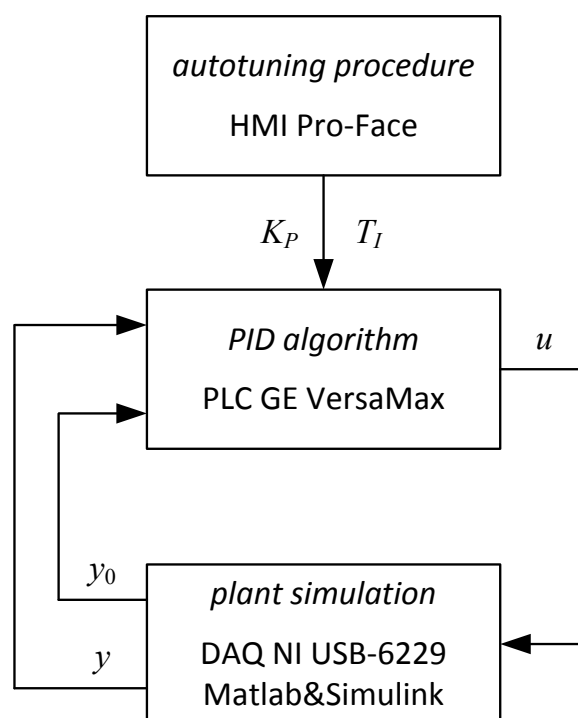 autotuning procedure
HMI Pro-Face
K_P T_I
PID algorithm
PLC GE VersaMax
u
y_0
plant simulation
DAQ NI USB-6229
y
Matlab&Simulink